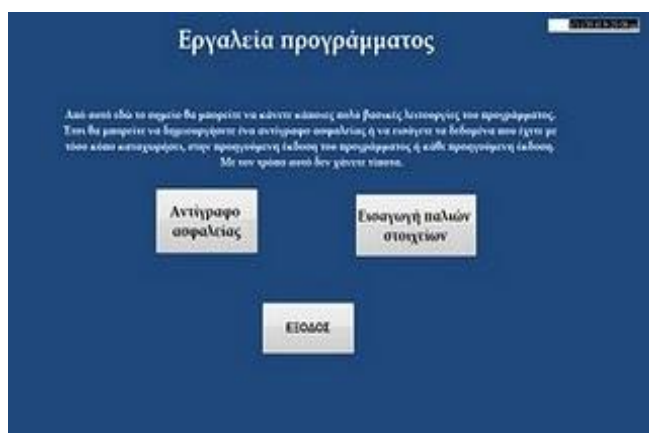 Εργαλεία προγράμματος
Από αυτό εδώ το σημείο θα μπορείτε να κάνετε κάποιες πολύ βασικές λειτουργίες του προγράμματος.
Έτσι θα μπορείτε να δημιουργήσετε ένα αντίγραφο ασφαλείας ή να εισάγετε τα δεδομένα που έχετε με
τόσο κόπο καταχωρήσει, στην προηγούμενη έκδοση του προγράμματος ή κάθε προηγούμενη έκδοση.
Με τον τρόπο αυτό δεν χάνετε τίποτα.
Αντίγραφο
ασφαλείας
Εισαγωγή παλιών
στοιχείων
ΕΞΟΔΟΣ